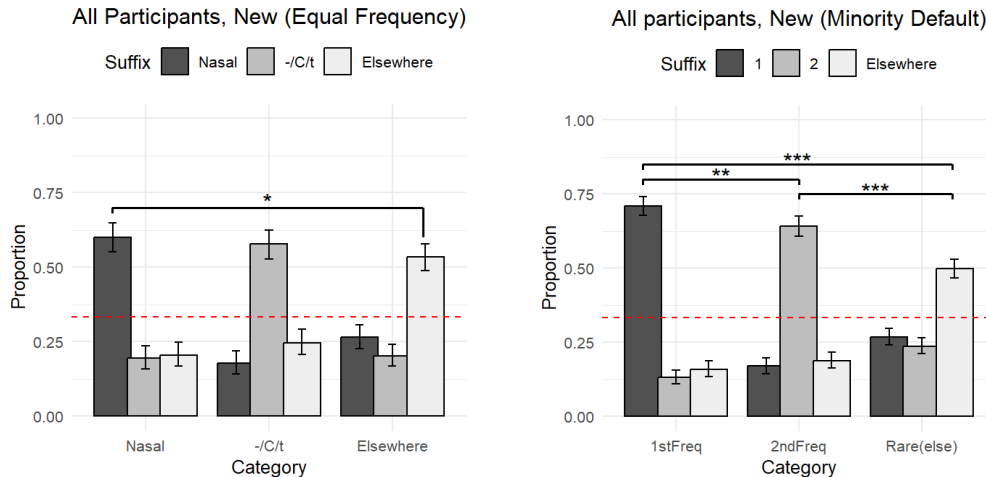 All Participants, New (Equal Frequency)
Suffix Nasal -/C/t Elsewhere
1.00
0.75
0.50
0.25
0.00
Proportion
*
Nasal -/C/t Elsewhere
Category
All participants, New (Minority Default)
Suffix 1 2 Elsewhere
1.00
0.75
0.50
0.25
0.00
Proportion
***
**
***
1stFreq 2ndFreq Rare(else)
Category